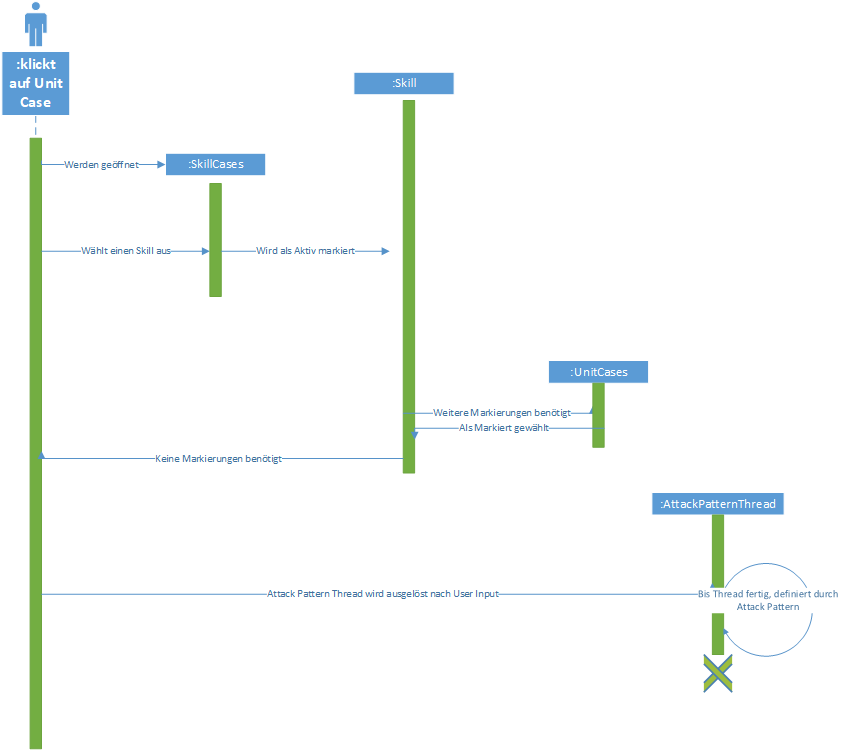 :klickt
auf Unit
Case
:Skill
Werden geöffnet
:SkillCases
Wählt einen Skill aus
Wird als Aktiv markiert
:UnitCases
Weitere Markierungen benötigt
Als Markiert gewählt
Keine Markierungen benötigt
:AttackPatternThread
Attack Pattern Thread wird ausgelöst nach User Input
Bis Thread fertig, definiert durch
Attack Pattern